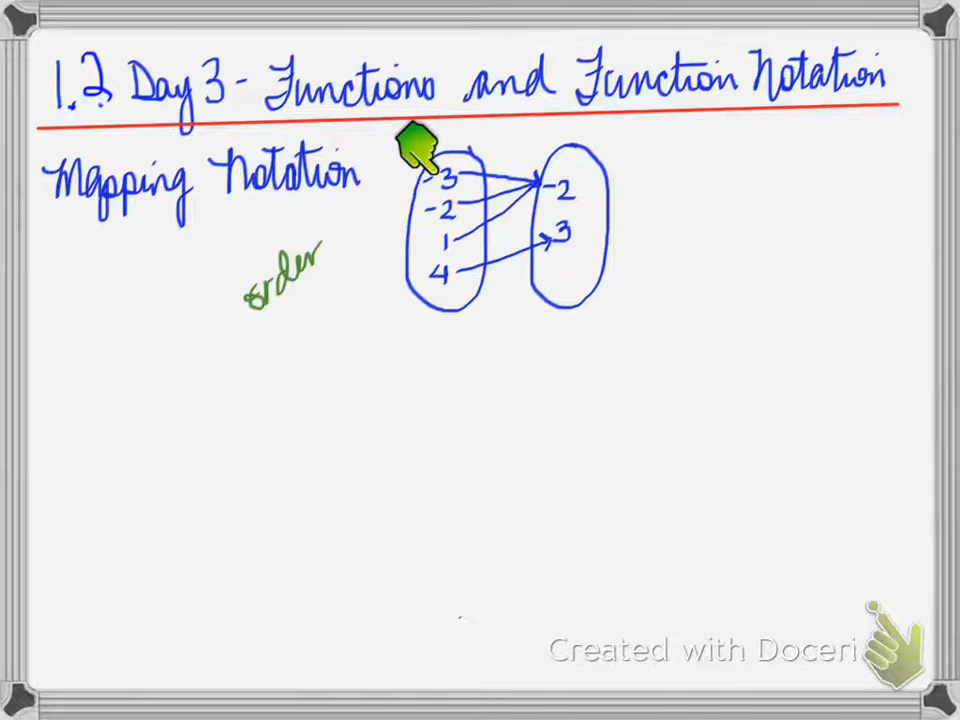 1.2 Day 3 - Functions and Function Notation
Mapping Notation
-3
-2
1
4
-2
3
order
Created with Doceri